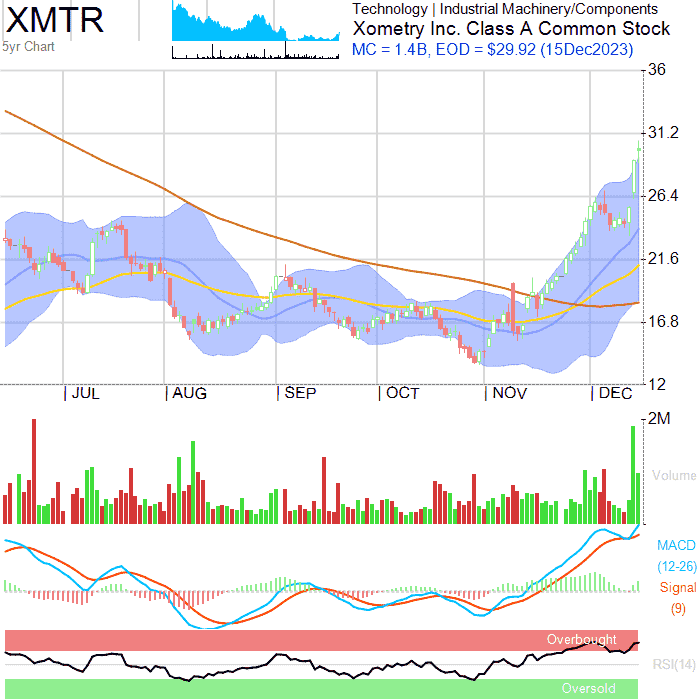 XMTR
5yr Chart
Technology | Industrial Machinery/Components
Xometry Inc. Class A Common Stock
MC = 1.4B, EOD = $29.92 (15Dec2023)
36
31.2
26.4
21.6
16.8
12
| JUL | AUG | SEP | OCT | NOV | DEC
2M
Volume
MACD
(12-26)
Signal
(9)
Overbought
RSI(14)
Oversold